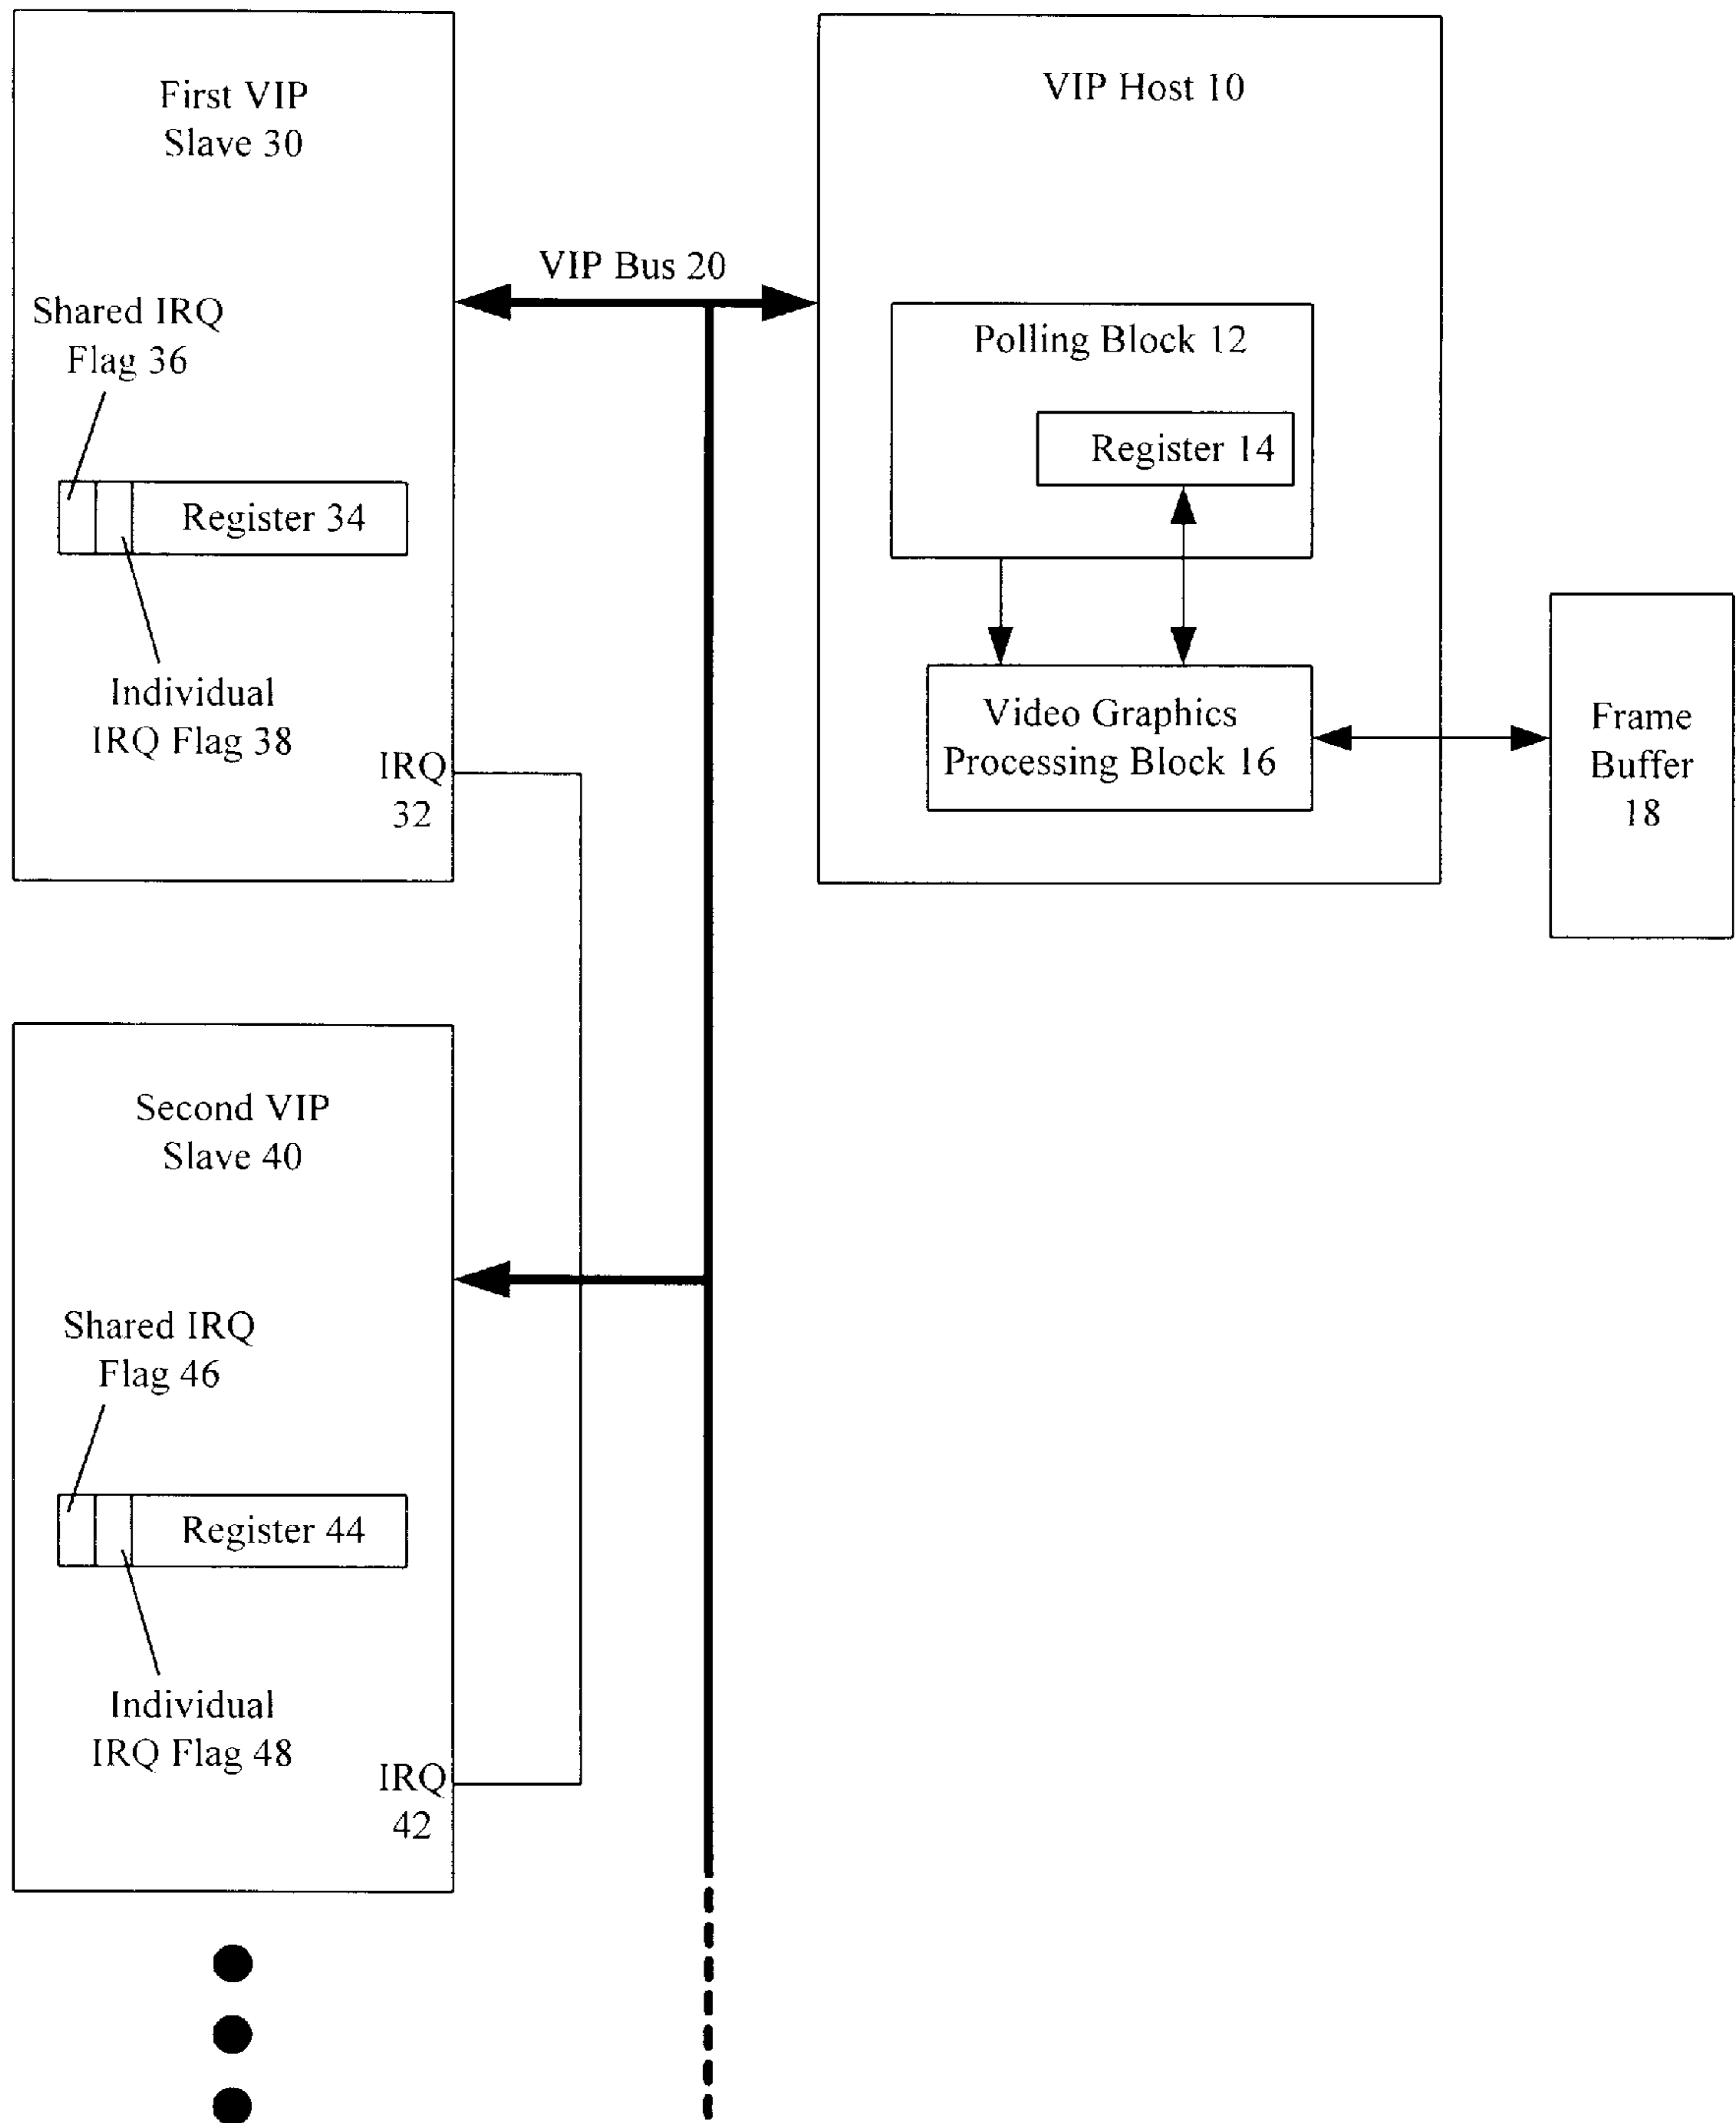 First VIP
Slave 30
VIP Host 10
VIP Bus 20
Shared IRQ
Flag 36
Polling Block 12
Register 14
Register 34
Individual
IRQ Flag 38
IRQ
32
Video Graphics
Processing Block 16
Frame
Buffer
18
Second VIP
Slave 40
Shared IRQ
Flag 46
Register 44
Individual
IRQ Flag 48
IRQ
42